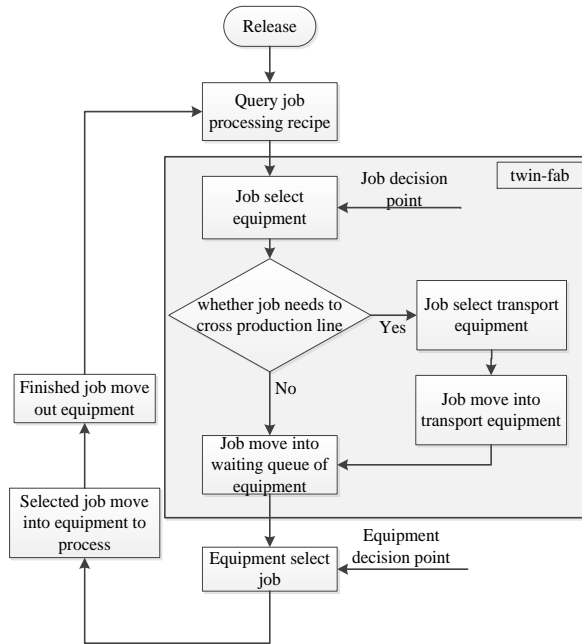 Release
Query job
processing recipe
twin-fab
Job select
equipment
Job decision
point
whether job needs to
cross production line
Yes
Job select transport
equipment
No
Job move into
transport equipment
Job move into
waiting queue of
equipment
Equipment select
job
Equipment
decision point
Selected job move
into equipment to
process
Finished job move
out equipment